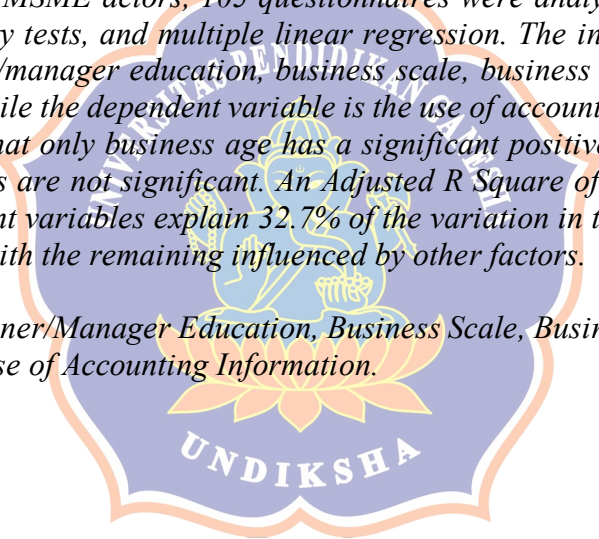 MSME actors, 105 questionnaires were analy
y tests, and multiple linear regression. The in
/manager education, business scale, business
ile the dependent variable is the use of account
hat only business age has a significant positive
s are not significant. An Adjusted R Square of
nt variables explain 32.7% of the variation in t
ith the remaining influenced by other factors.
ner/Manager Education, Business Scale, Busin
se of Accounting Information.
UNIVERSITAS PENDIDIKAN GANESH
UNDIKSHA